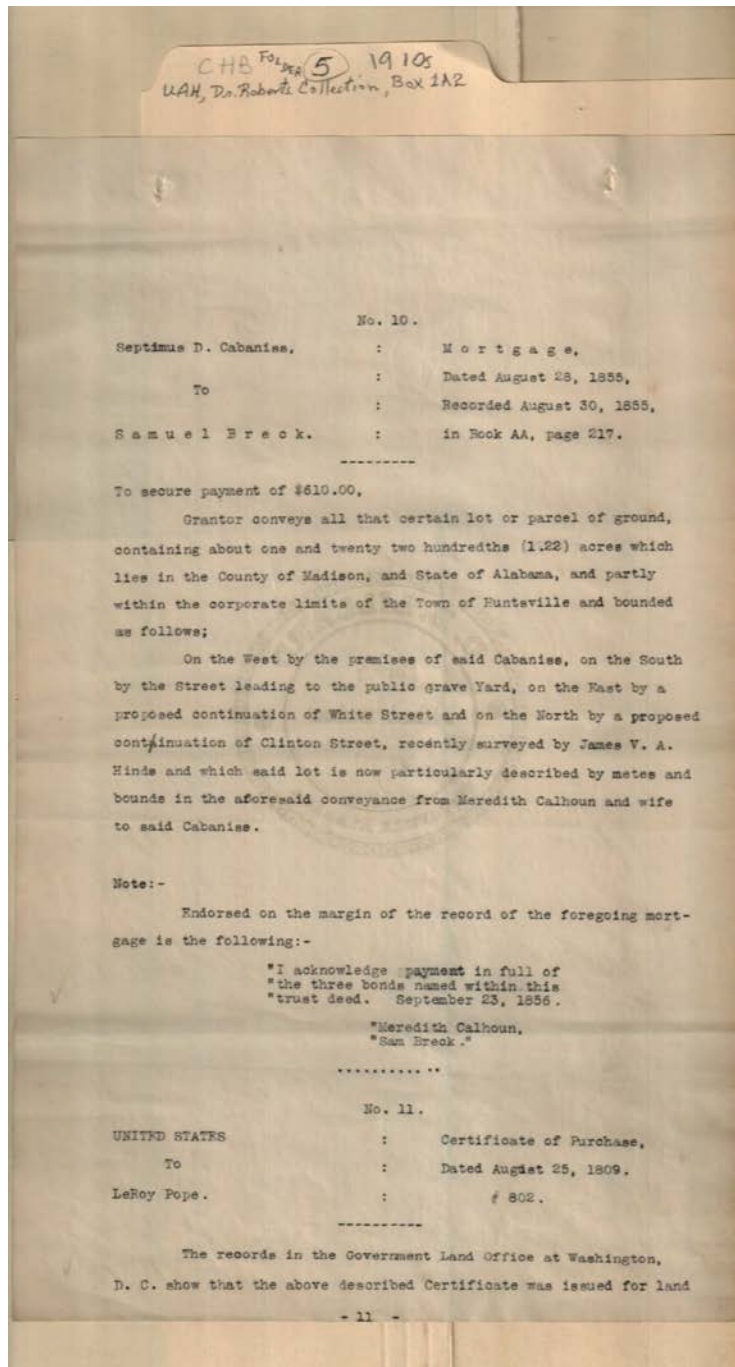 CHB FOLDER 5 1910s
UAH, Dr. Roberts Collection, Box 1A2
No. 10.
Septimus D. Cabaniss, : M o r t g a g e,
: Dated August 28, 1855,
To
: Recorded August 30, 1855,
S a m u e l B r e c k. : in Book AA, page 217.
---------
To secure payment of $610.00,
Grantor conveys all that certain lot or parcel of ground,
containing about one and twenty two hundredths (1.22) acres which
lies in the County of Madison, and State of Alabama, and partly
within the corporate limits of the Town of Huntsville and bounded
as follows;
On the West by the premises of said Cabaniss, on the South
by the Street leading to the public grave Yard, on the East by a
proposed continuation of White Street and on the North by a proposed
continuation of Clinton Street, recently surveyed by James V. A.
Hinds and which said lot is now particularly described by metes and
bounds in the aforesaid conveyance from Meredith Calhoun and wife
to said Cabaniss.
Note:-
Endorsed on the margin of the record of the foregoing mort-
gage is the following:-
"I acknowledge payment in full of
"the three bonds named within this
"trust deed. September 23, 1856.
"Meredith Calhoun,
"Sam Breck."
.......... ..
No. 11.
UNITED STATES : Certificate of Purchase,
To : Dated August 25, 1809.
LeRoy Pope. : # 802.
----------
The records in the Government Land Office at Washington,
D. C. show that the above described Certificate was issued for land
- 11 -